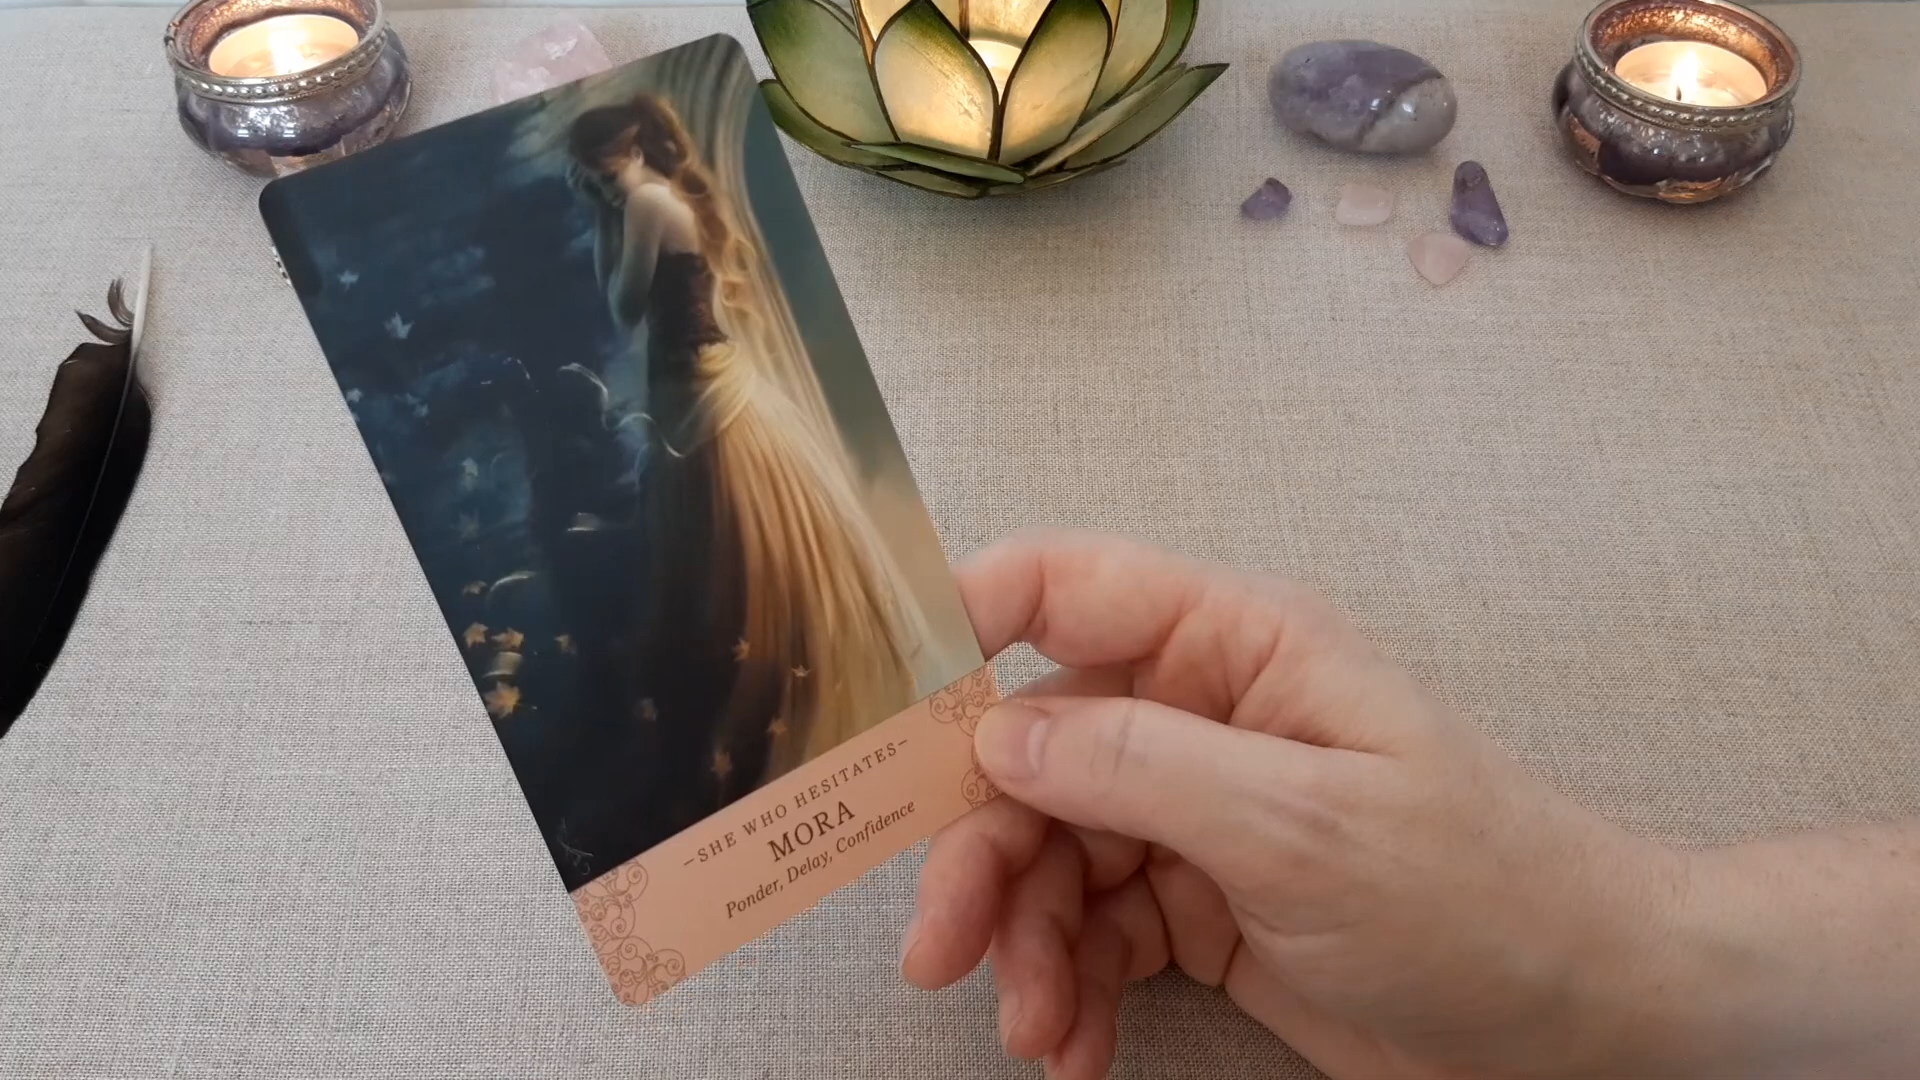 –SHE WHO HESITATES–
MORA
Ponder, Delay, Confidence